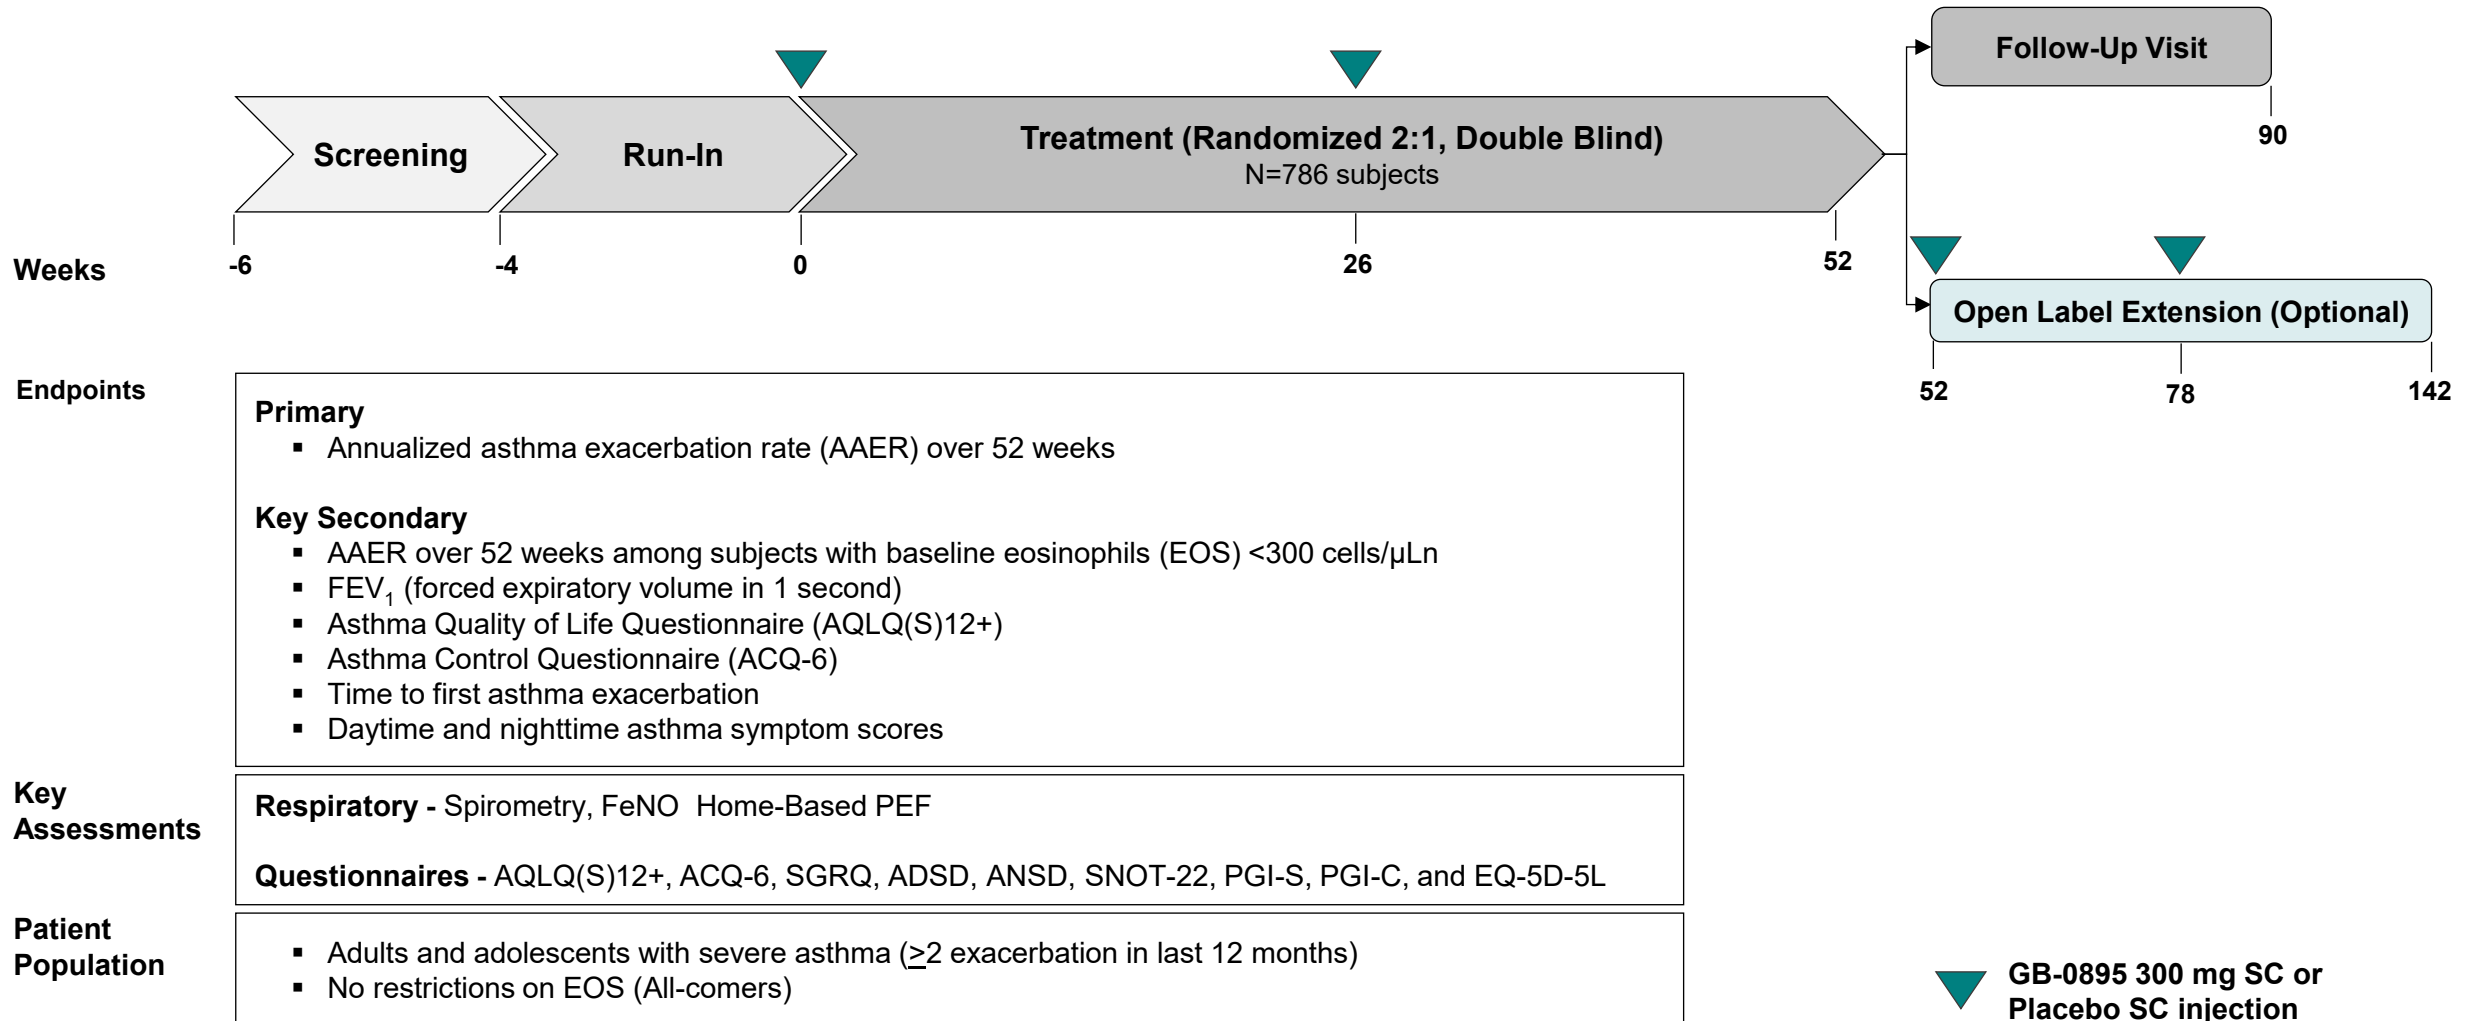 Follow-Up Visit
90
Screening
Run-In
Treatment (Randomized 2:1, Double Blind)
N=786 subjects
Weeks
-6
-4
0
26
52
Open Label Extension (Optional)
52
78
142
Endpoints
Primary
▪ Annualized asthma exacerbation rate (AAER) over 52 weeks
Key Secondary
▪ AAER over 52 weeks among subjects with baseline eosinophils (EOS) <300 cells/µLn
▪ FEV₁ (forced expiratory volume in 1 second)
▪ Asthma Quality of Life Questionnaire (AQLQ(S)12+)
▪ Asthma Control Questionnaire (ACQ-6)
▪ Time to first asthma exacerbation
▪ Daytime and nighttime asthma symptom scores
Key
Assessments
Respiratory - Spirometry, FeNO Home-Based PEF
Questionnaires - AQLQ(S)12+, ACQ-6, SGRQ, ADSD, ANSD, SNOT-22, PGI-S, PGI-C, and EQ-5D-5L
Patient
Population
▪ Adults and adolescents with severe asthma (≥2 exacerbation in last 12 months)
▪ No restrictions on EOS (All-comers)
GB-0895 300 mg SC or
Placebo SC injection